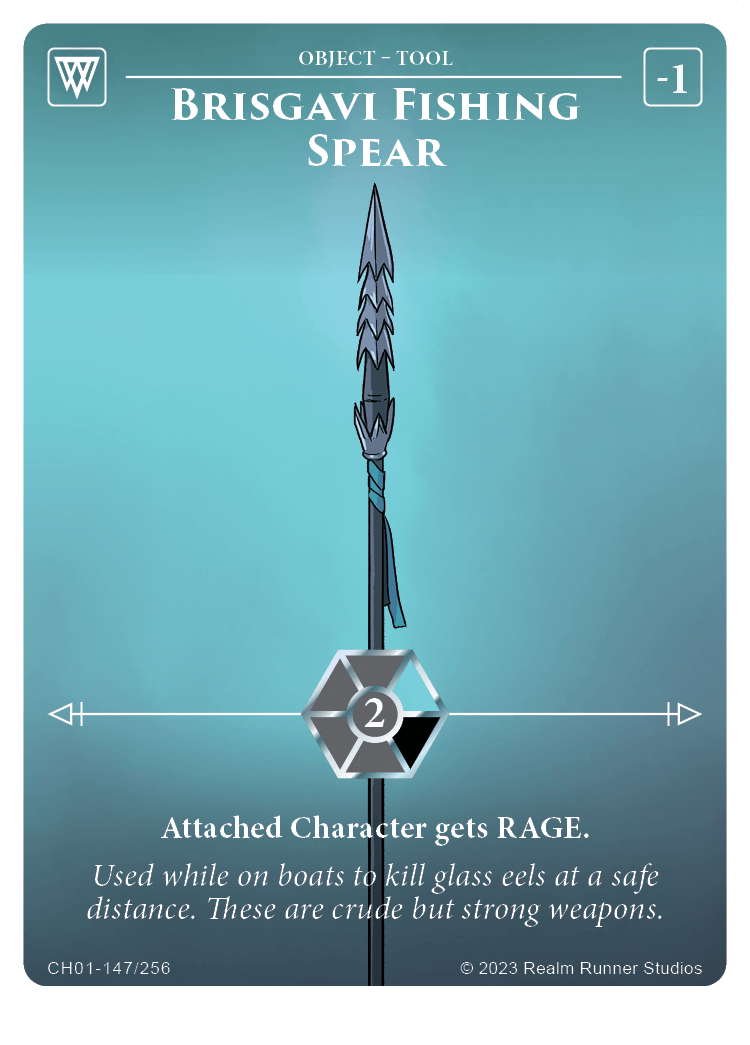 OBJECT – TOOL
-1
Brisgavi Fishing
Spear
2
Attached Character gets RAGE.
Used while on boats to kill glass eels at a safe
distance. These are crude but strong weapons.
CH01-147/256
© 2023 Realm Runner Studios